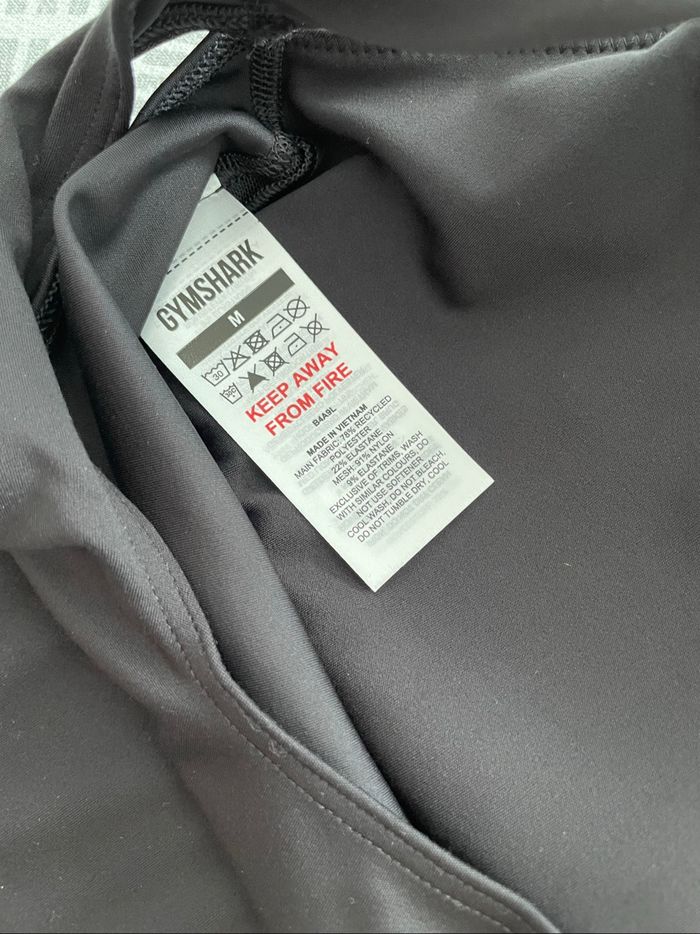 GYMSHARK
M
30
KEEP AWAY
FROM FIRE
B4A9L
MADE IN VIETNAM
MAIN FABRIC: 78% RECYCLED
POLYESTER
22% ELASTANE
MESH: 91% NYLON
9% ELASTANE
EXCLUSIVE OF TRIMS, WASH
WITH SIMILAR COLOURS, DO
NOT USE SOFTENER
COOL WASH, DO NOT BLEACH,
DO NOT TUMBLE DRY, COOL